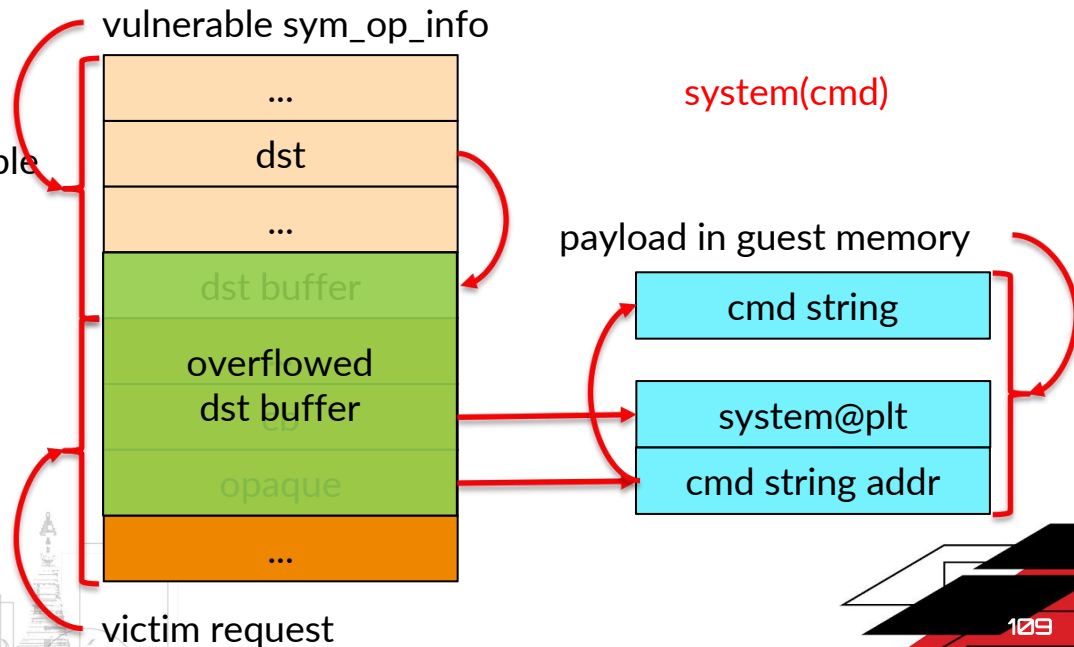 vulnerable sym_op_info
...
system(cmd)
dst
...
payload in guest memory
dst buffer
cmd string
overflowed
dst buffer
cb
system@plt
opaque
cmd string addr
...
victim request
109